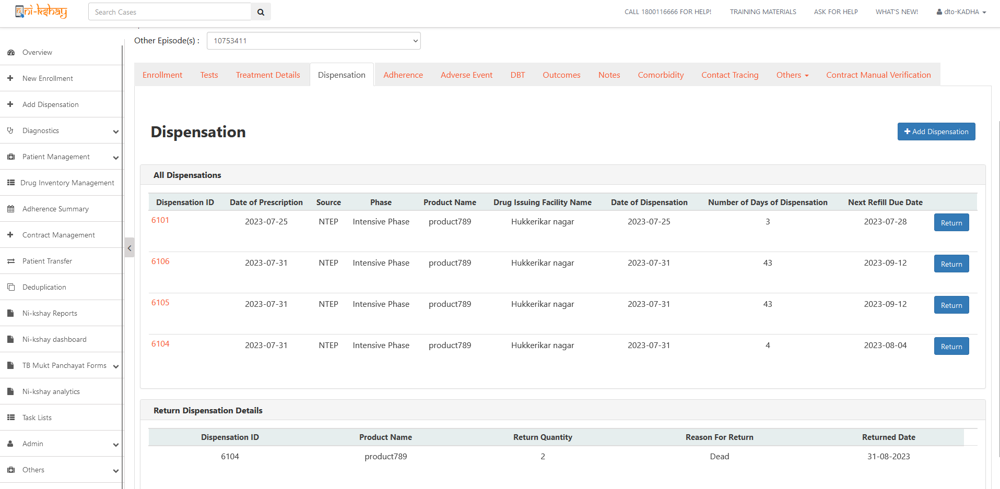 ni-kshay
Search Cases
CALL 1800116666 FOR HELP! TRAINING MATERIALS ASK FOR HELP WHAT'S NEW! dto-KADHA
Other Episode(s) : 10753411
Overview
New Enrollment
Add Dispensation
Diagnostics
Patient Management
Drug Inventory Management
Adherence Summary
Contract Management
Patient Transfer
Deduplication
Ni-kshay Reports
Ni-kshay dashboard
TB Mukt Panchayat Forms
Ni-kshay analytics
Task Lists
Admin
Others
Enrollment Tests Treatment Details Dispensation Adherence Adverse Event DBT Outcomes Notes Comorbidity Contact Tracing Others Contract Manual Verification
Dispensation
Add Dispensation
All Dispensations
Dispensation ID Date of Prescription Source Phase Product Name Drug Issuing Facility Name Date of Dispensation Number of Days of Dispensation Next Refill Due Date
6101 2023-07-25 NTEP Intensive Phase product789 Hukkerikar nagar 2023-07-25 3 2023-07-28 Return
6106 2023-07-31 NTEP Intensive Phase product789 Hukkerikar nagar 2023-07-31 43 2023-09-12 Return
6105 2023-07-31 NTEP Intensive Phase product789 Hukkerikar nagar 2023-07-31 43 2023-09-12 Return
6104 2023-07-31 NTEP Intensive Phase product789 Hukkerikar nagar 2023-07-31 4 2023-08-04 Return
Return Dispensation Details
Dispensation ID Product Name Return Quantity Reason For Return Returned Date
6104 product789 2 Dead 31-08-2023